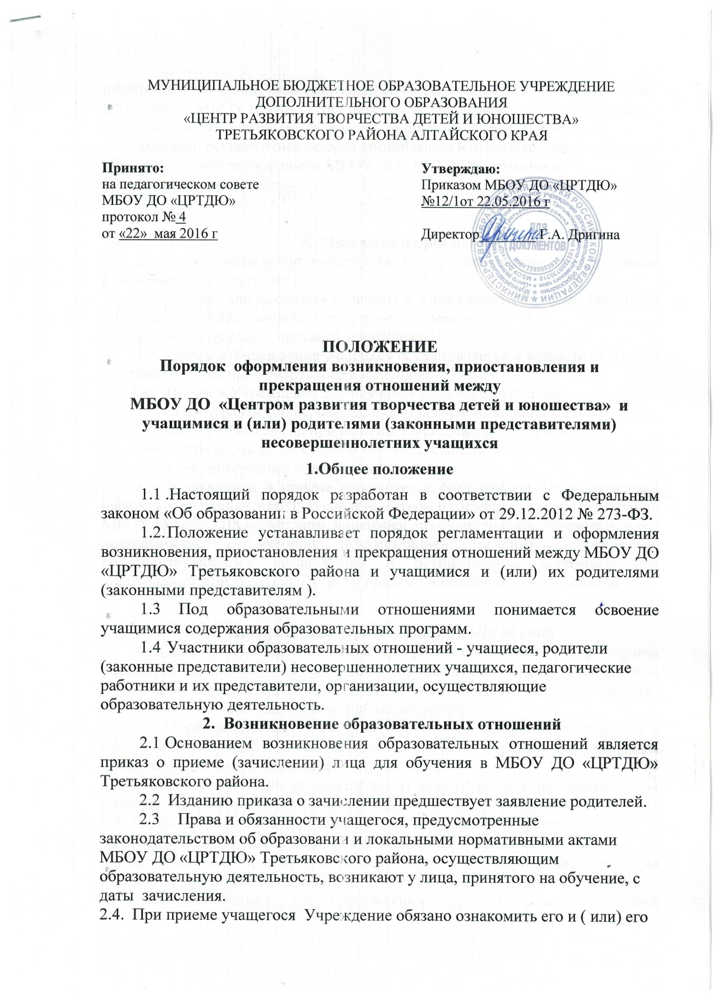 МУНИЦИПАЛЬНОЕ БЮДЖЕТНОЕ ОБРАЗОВАТЕЛЬНОЕ УЧРЕЖДЕНИЕ
ДОПОЛНИТЕЛЬНОГО ОБРАЗОВАНИЯ
«ЦЕНТР РАЗВИТИЯ ТВОРЧЕСТВА ДЕТЕЙ И ЮНОШЕСТВА»
ТРЕТЬЯКОВСКОГО РАЙОНА АЛТАЙСКОГО КРАЯ
Принято:
на педагогическом совете
МБОУ ДО «ЦРТДЮ»
протокол № 4
от «22»  мая 2016 г
Утверждаю:
Приказом МБОУ ДО «ЦРТДЮ»
№12/1от 22.05.2016 г
Директор Г.А. Дригина
МИНИСТЕРСТВО ОБРАЗОВАНИЯ И НАУКИ РОССИЙСКОЙ ФЕДЕРАЦИИ
ДЛЯ
ДОКУМЕНТОВ
ИНН 2280003630
ПОЛОЖЕНИЕ
Порядок  оформления возникновения, приостановления и
прекращения отношений между
МБОУ ДО  «Центром развития творчества детей и юношества»  и
учащимися и (или) родителями (законными представителями)
несовершеннолетних учащихся
1.Общее положение
1.1 .Настоящий порядок разработан в соответствии с Федеральным
законом «Об образовании в Российской Федерации» от 29.12.2012 № 273-ФЗ.
1.2.Положение устанавливает порядок регламентации и оформления
возникновения, приостановления и прекращения отношений между МБОУ ДО
«ЦРТДЮ» Третьяковского района и учащимися и (или) их родителями
(законными представителям ).
1.3 Под образовательными отношениями понимается освоение
учащимися содержания образовательных программ.
1.4 Участники образовательных отношений - учащиеся, родители
(законные представители) несовершеннолетних учащихся, педагогические
работники и их представители, организации, осуществляющие
образовательную деятельность.
2.  Возникновение образовательных отношений
2.1 Основанием возникновения образовательных отношений является
приказ о приеме (зачислении) лица для обучения в МБОУ ДО «ЦРТДЮ»
Третьяковского района.
2.2  Изданию приказа о зачислении предшествует заявление родителей.
2.3    Права и обязанности учащегося, предусмотренные
законодательством об образовании и локальными нормативными актами
МБОУ ДО «ЦРТДЮ» Третьяковского района, осуществляющим
образовательную деятельность, возникают у лица, принятого на обучение, с
даты  зачисления.
2.4.  При приеме учащегося  Учреждение обязано ознакомить его и ( или) его